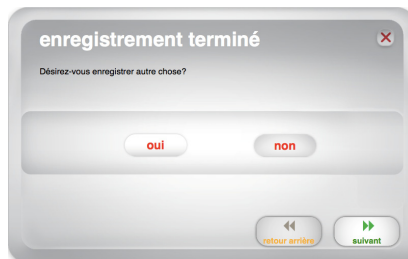 enregistrement terminé
Désirez-vous enregistrer autre chose?
oui
non
retour arrière
suivant